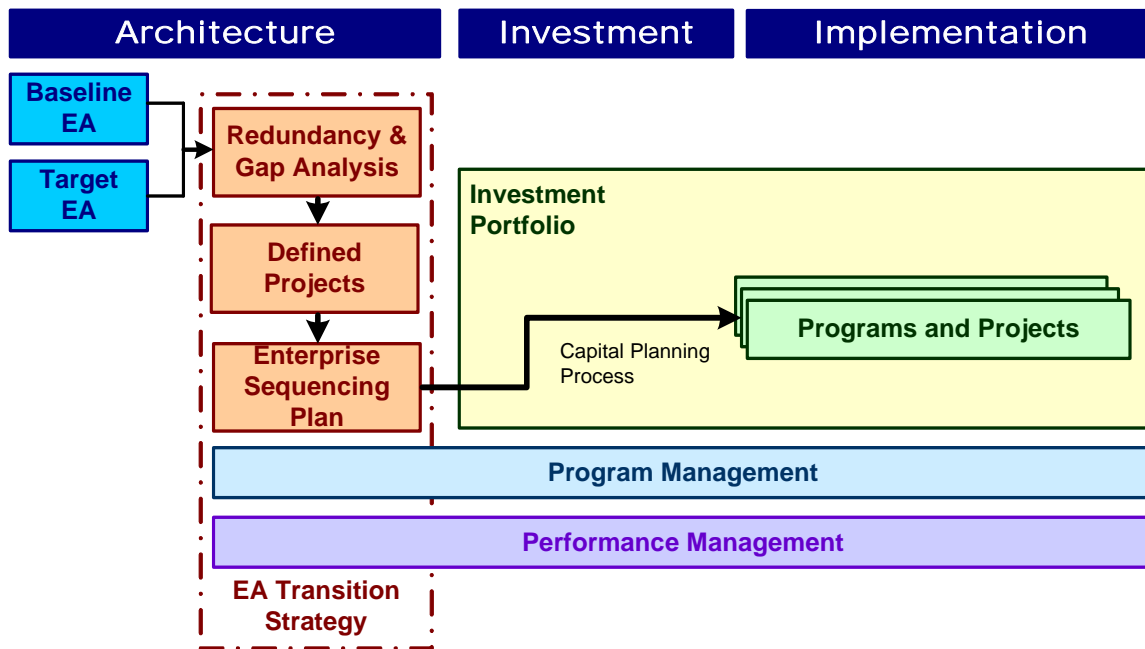 Architecture
Investment
Implementation
Baseline
EA
Target
EA
Redundancy &
Gap Analysis
Defined
Projects
Enterprise
Sequencing
Plan
Investment
Portfolio
Capital Planning
Process
Programs and Projects
Program Management
Performance Management
EA Transition
Strategy